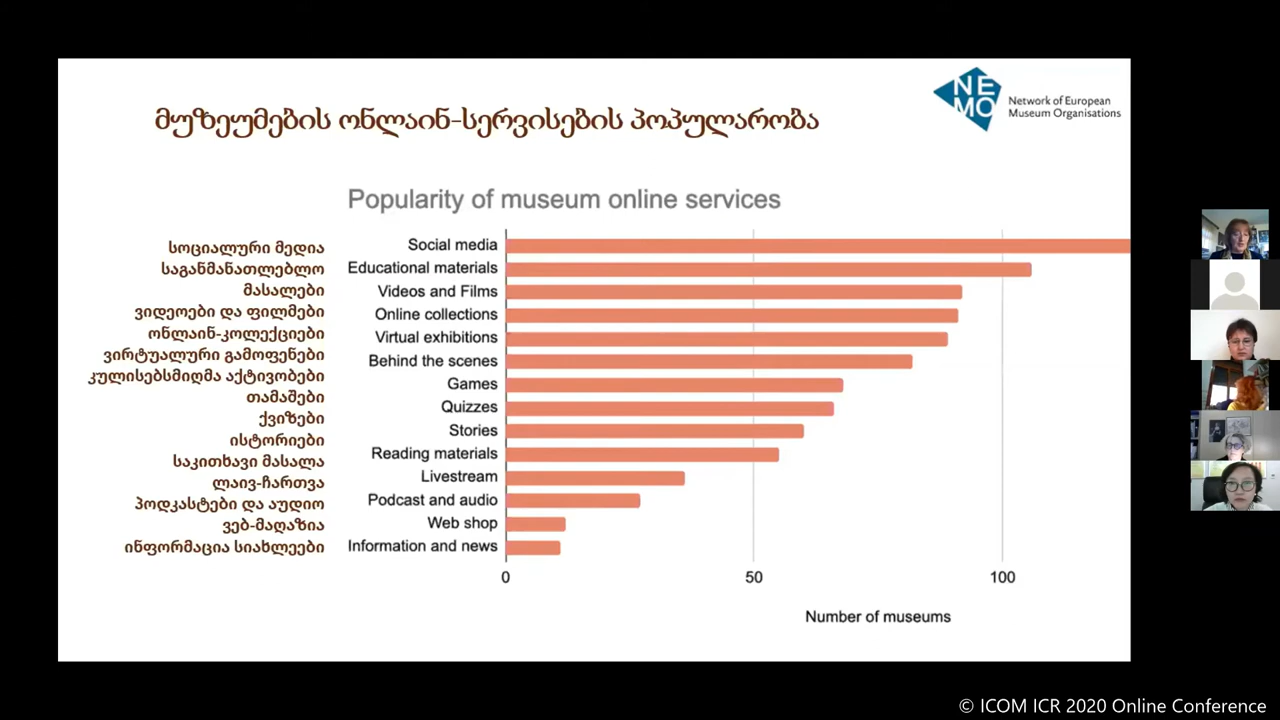 მუზეუმების ონლაინ-სერვისების პოპულარობა
NE
MO
Network of European
Museum Organisations
Popularity of museum online services
სოციალური მედია
საგანმანათლებლო
მასალები
ვიდეოები და ფილმები
ონლაინ-კოლექციები
ვირტუალური გამოფენები
კულისებსმიღმა აქტივობები
თამაშები
ქვიზები
ისტორიები
საკითხავი მასალა
ლაივ-ჩართვა
პოდკასტები და აუდიო
ვებ-მაღაზია
ინფორმაცია სიახლეები
Social media
Educational materials
Videos and Films
Online collections
Virtual exhibitions
Behind the scenes
Games
Quizzes
Stories
Reading materials
Livestream
Podcast and audio
Web shop
Information and news
0 50 100
Number of museums
© ICOM ICR 2020 Online Conference